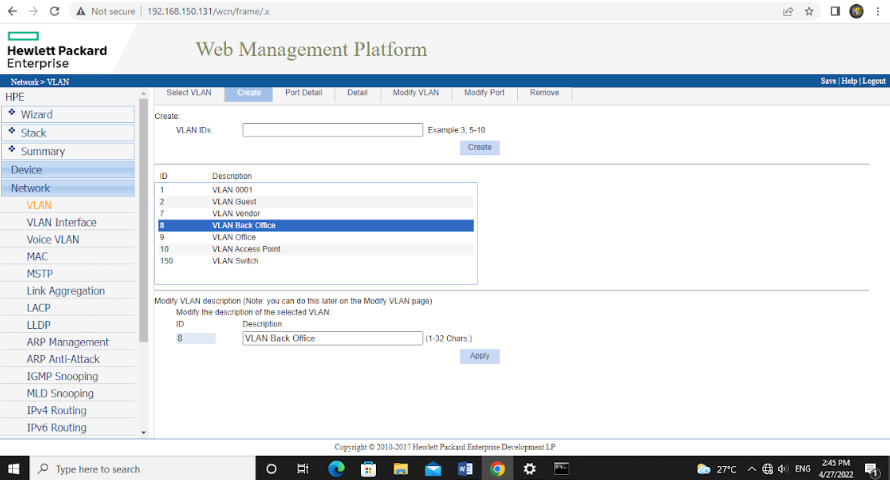 Not secure | 192.168.150.131/wcn/frame/.x
Hewlett Packard
Enterprise
Web Management Platform
Network > VLAN
Save | Help | Logout
HPE
Wizard
Stack
Summary
Device
Network
VLAN
VLAN Interface
Voice VLAN
MAC
MSTP
Link Aggregation
LACP
LLDP
ARP Management
ARP Anti-Attack
IGMP Snooping
MLD Snooping
IPv4 Routing
IPv6 Routing
Select VLAN Create Port Detail Detail Modify VLAN Modify Port Remove
Create:
VLAN IDs: Example:3, 5-10
Create
ID Description
1 VLAN 0001
2 VLAN Guest
7 VLAN Vendor
8 VLAN Back Office
9 VLAN Office
10 VLAN Access Point
150 VLAN Switch
Modify VLAN description (Note: you can do this later on the Modify VLAN page)
Modify the description of the selected VLAN:
ID Description
8 VLAN Back Office (1-32 Chars.)
Apply
Copyright © 2010-2017 Hewlett Packard Enterprise Development LP
Type here to search
27°C
ENG
2:45 PM
4/27/2022
1